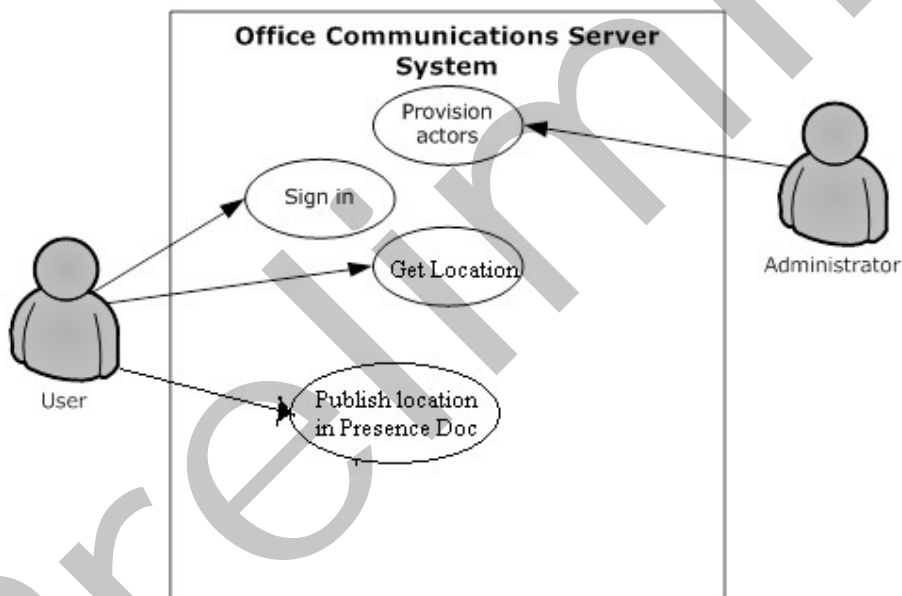 Office Communications Server
System
Provision
actors
Sign in
Get Location
Administrator
User
Publish location
in Presence Doc